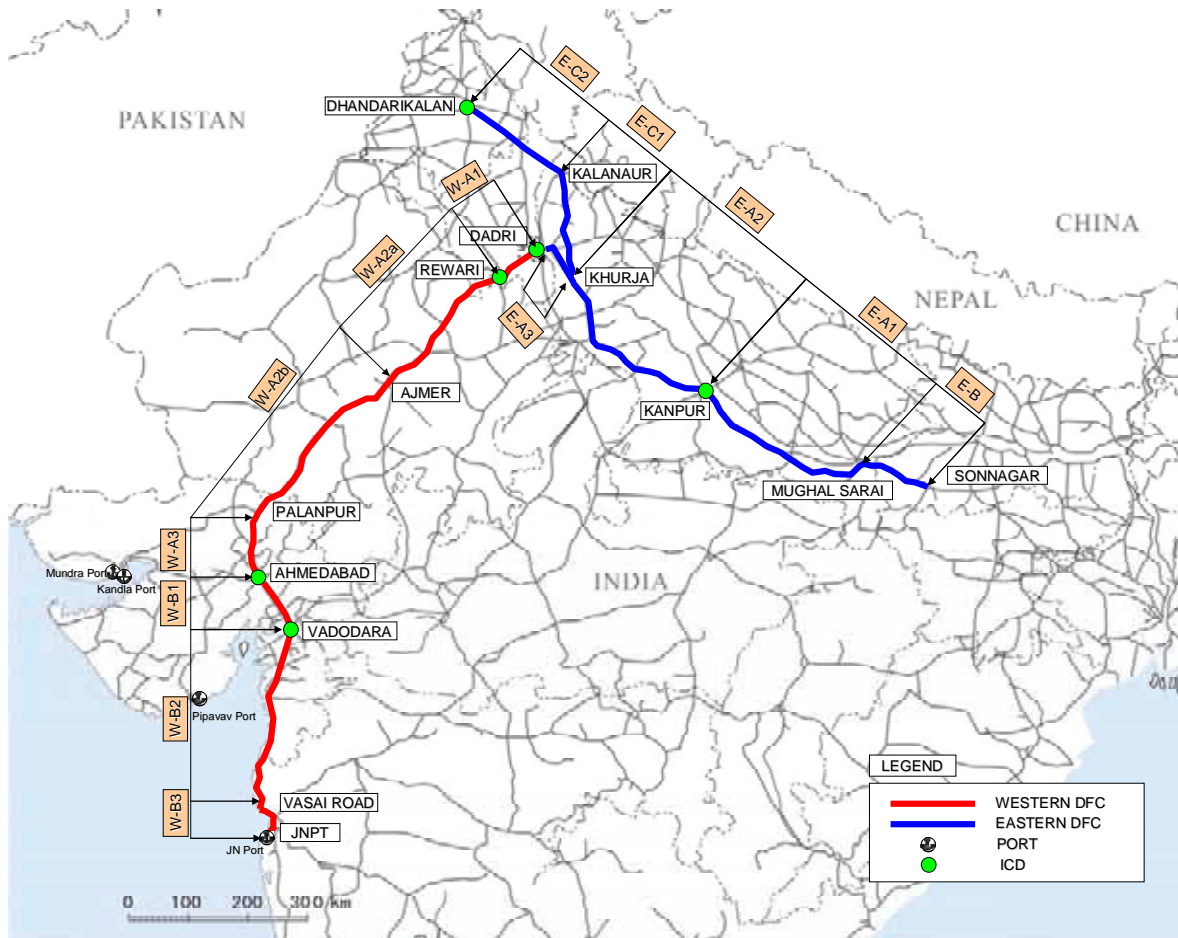 E-C2
DHANDARIKALAN
PAKISTAN
E-C1
KALANAUR
W-A1
E-A2
CHINA
DADRI
W-A2a
REWARI
KHURJA
NEPAL
E-A3
E-A1
W-A2b
AJMER
E-B
KANPUR
SONNAGAR
MUGHAL SARAI
PALANPUR
W-A3
Mundra Port
AHMEDABAD
INDIA
Kandla Port
W-B1
VADODARA
W-B2
Pipavav Port
LEGEND
W-B3
VASAI ROAD
WESTERN DFC
EASTERN DFC
JNPT
JN Port
PORT
ICD
0 100 200 300 km